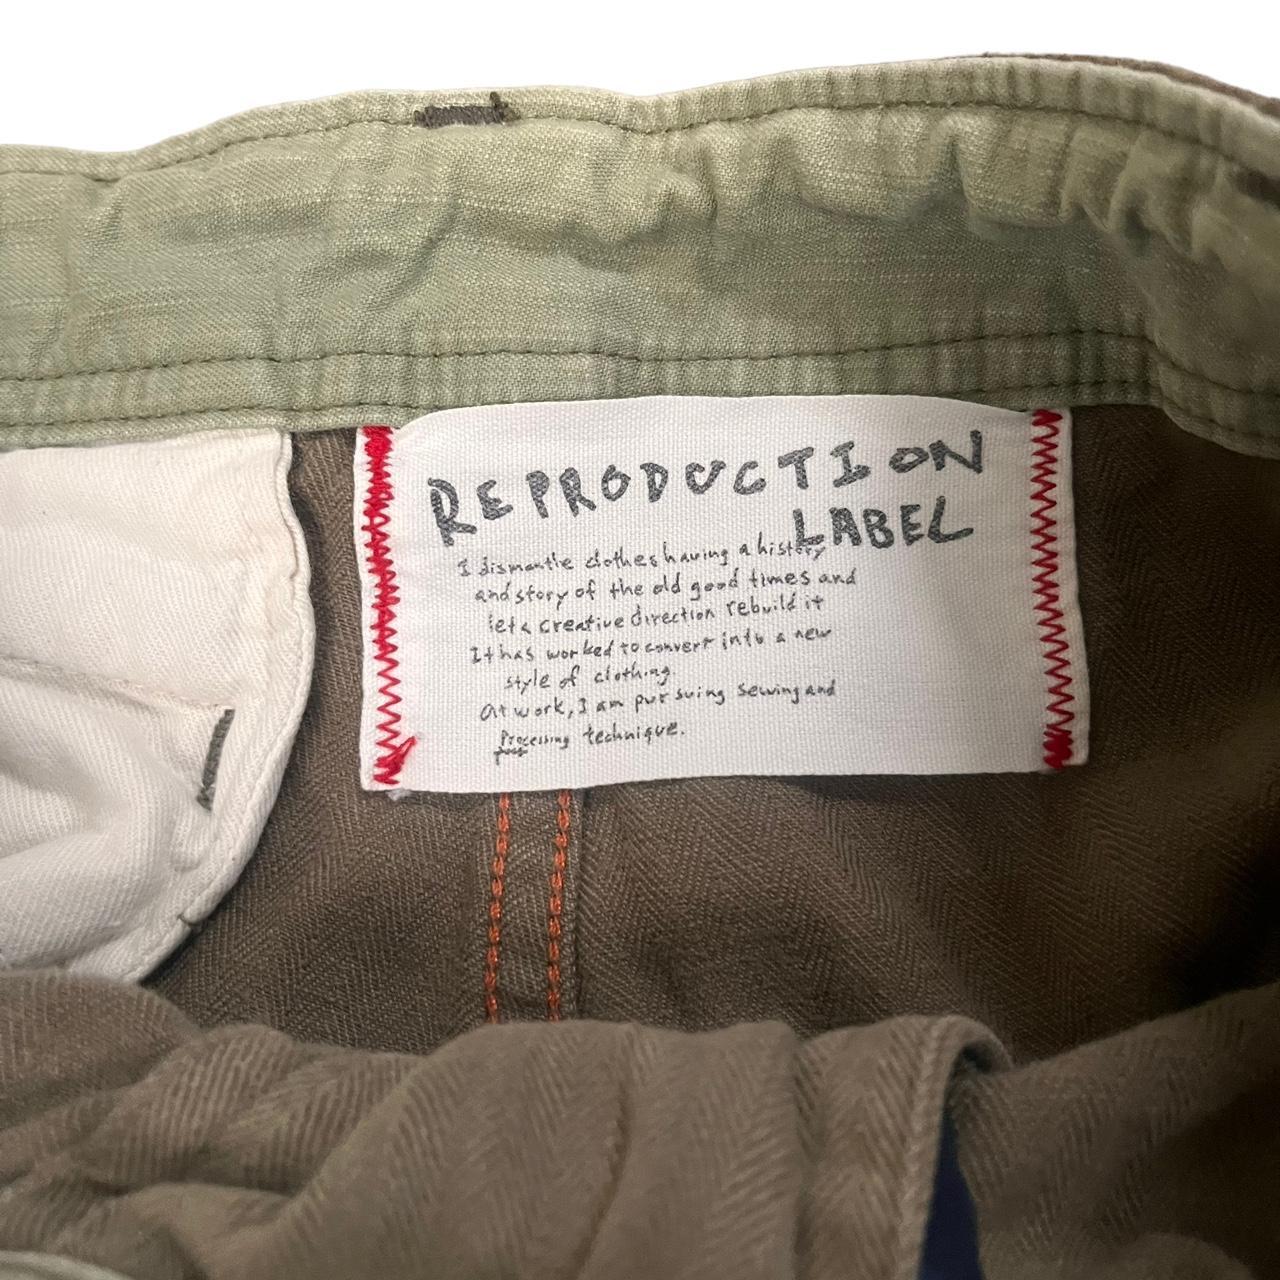 REPRODUCTION
LABEL
I dismantle clothes having a history
and story of the old good times and
let a creative direction rebuild it
It has worked to convert into a new
style of clothing.
At work, I am pursuing sewing and
Processing technique.